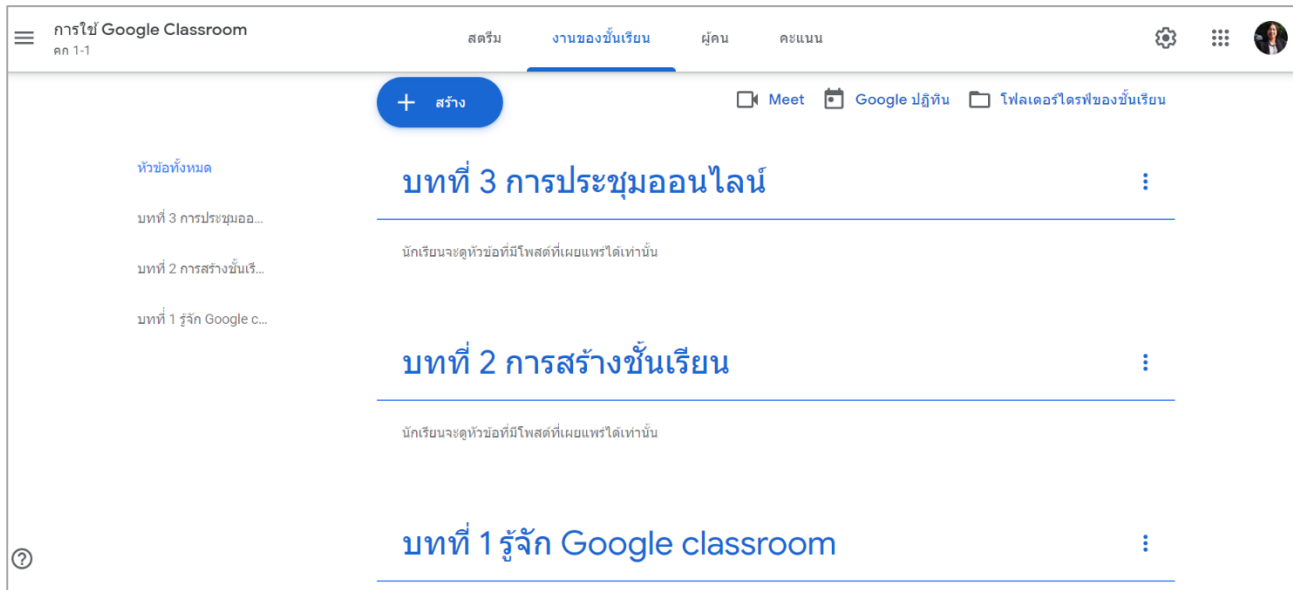 การใช้ Google Classroom
คก 1-1
สตรีม งานของชั้นเรียน ผู้คน คะแนน
สร้าง
Meet Google ปฏิทิน โฟลเดอร์ไดรฟ์ของชั้นเรียน
หัวข้อทั้งหมด
บทที่ 3 การประชุมออ...
บทที่ 2 การสร้างชั้นเรี...
บทที่ 1 รู้จัก Google c...
บทที่ 3 การประชุมออนไลน์
นักเรียนจะดูหัวข้อที่มีโพสต์ที่เผยแพร่ได้เท่านั้น
บทที่ 2 การสร้างชั้นเรียน
นักเรียนจะดูหัวข้อที่มีโพสต์ที่เผยแพร่ได้เท่านั้น
บทที่ 1 รู้จัก Google classroom